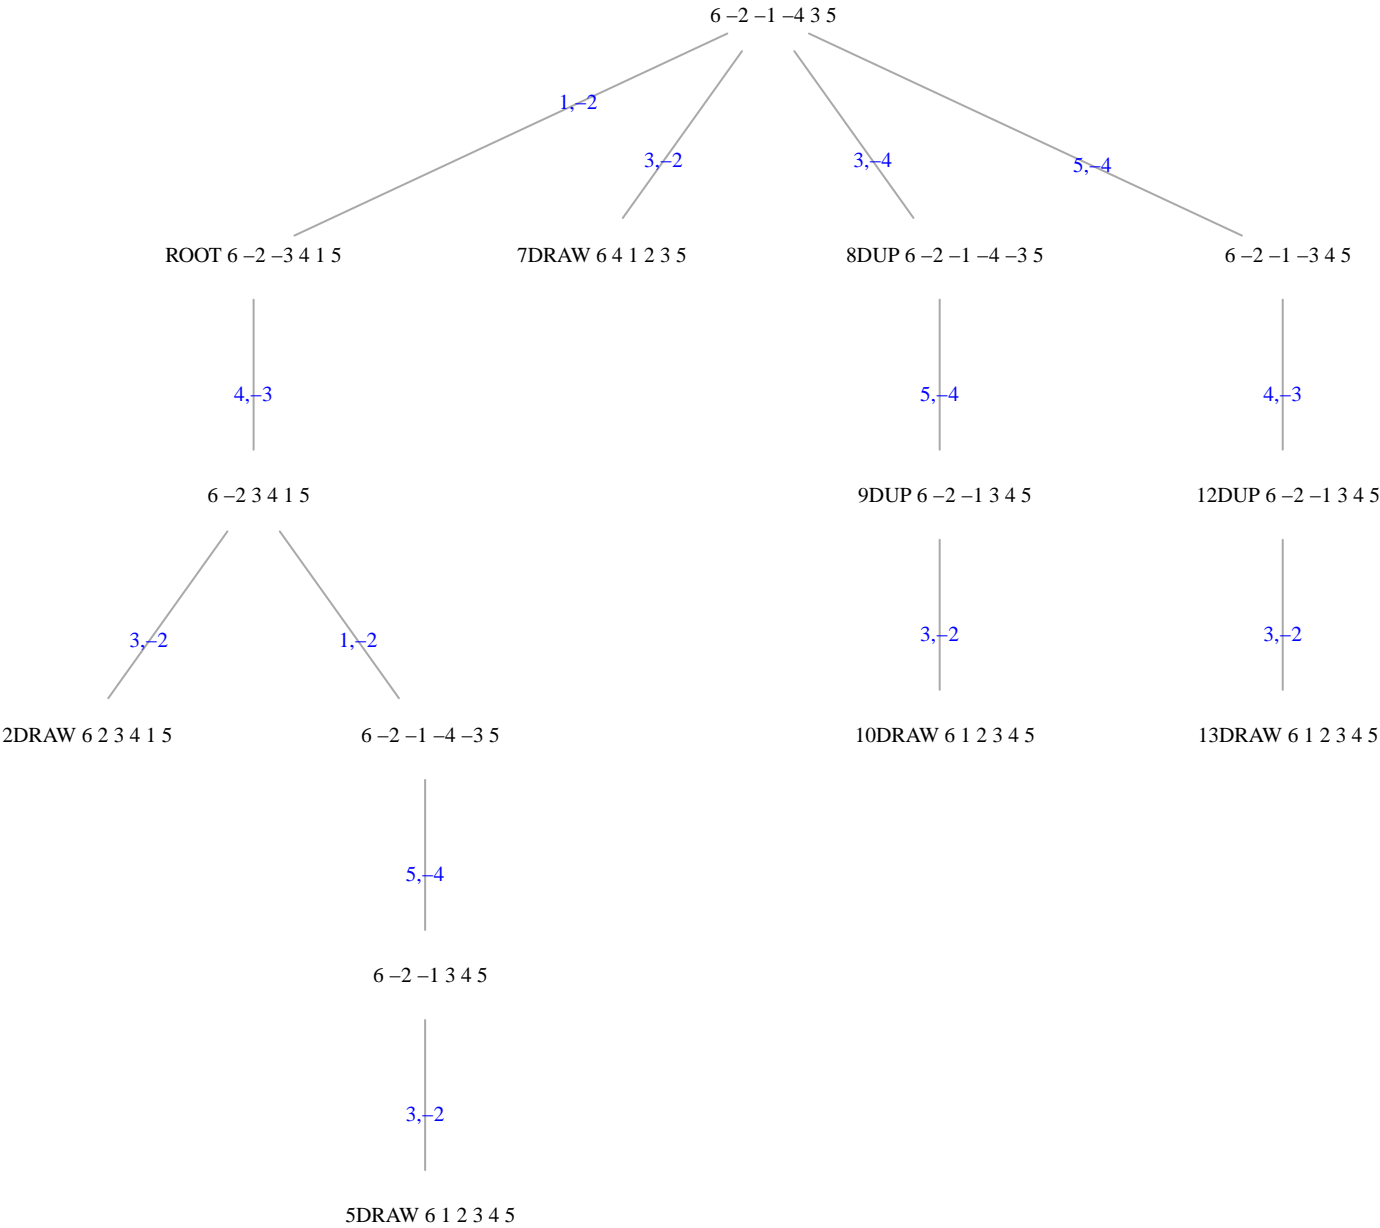 6 –2 –1 –4 3 5
1,–2
3,–2
3,–4
5,–4
ROOT 6 –2 –3 4 1 5
7DRAW 6 4 1 2 3 5
8DUP 6 –2 –1 –4 –3 5
6 –2 –1 –3 4 5
4,–3
5,–4
4,–3
6 –2 3 4 1 5
9DUP 6 –2 –1 3 4 5
12DUP 6 –2 –1 3 4 5
3,–2
1,–2
3,–2
3,–2
2DRAW 6 2 3 4 1 5
6 –2 –1 –4 –3 5
10DRAW 6 1 2 3 4 5
13DRAW 6 1 2 3 4 5
5,–4
6 –2 –1 3 4 5
3,–2
5DRAW 6 1 2 3 4 5